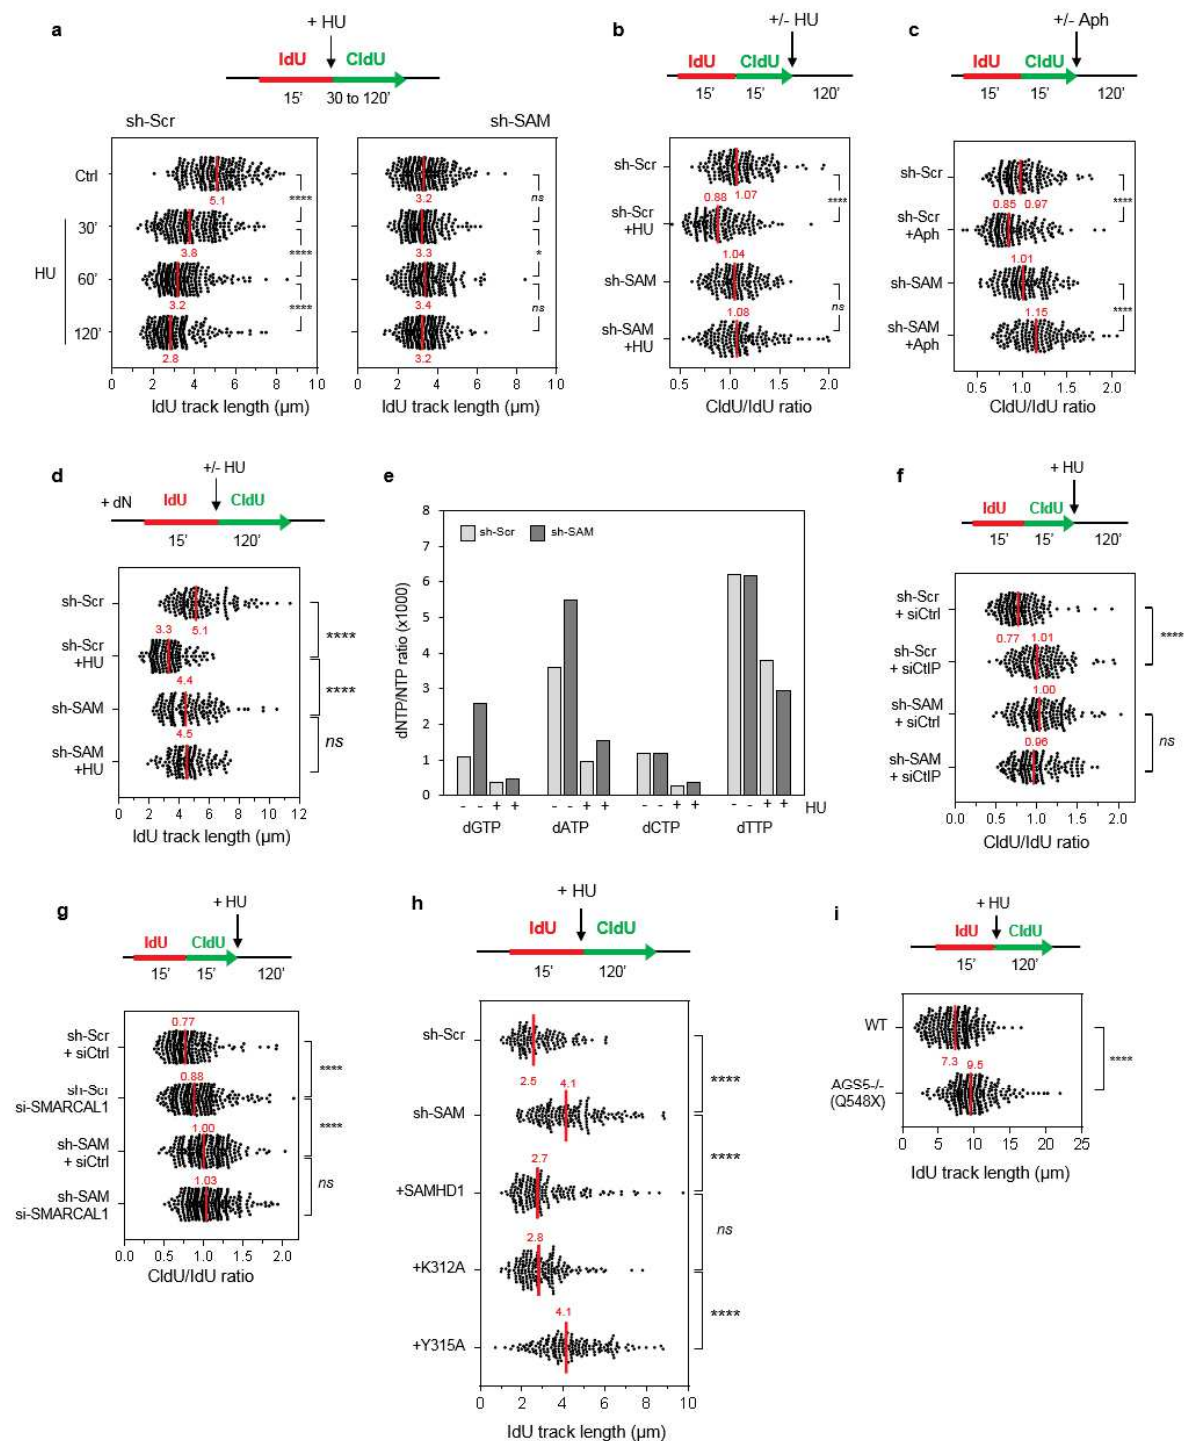 a
+ HU
IdU CldU
15' 30 to 120'
sh-Scr sh-SAM
Ctrl
HU
30'
60'
120'
5.1
3.8
3.2
2.8
****
****
****
0 2 4 6 8 10
IdU track length (µm)
3.2
3.3
3.4
3.2
ns
*
ns
0 2 4 6 8 10
IdU track length (µm)
b
+/- HU
IdU CldU
15' 15' 120'
sh-Scr
0.88 1.07
sh-Scr
+HU
1.04
sh-SAM
1.08
sh-SAM
+HU
****
ns
0.5 1.0 1.5 2.0
CldU/IdU ratio
c
+/- Aph
IdU CldU
15' 15' 120'
sh-Scr
0.85 0.97
sh-Scr
+Aph
1.01
sh-SAM
1.15
sh-SAM
+Aph
****
****
0.5 1.0 1.5 2.0
CldU/IdU ratio
d
+/- HU
+ dN IdU CldU
15' 120'
sh-Scr
3.3 5.1
sh-Scr
+HU
4.4
sh-SAM
4.5
sh-SAM
+HU
****
****
ns
0 2 4 6 8 10 12
IdU track length (µm)
e
dNTP/NTP ratio (x1000)
8
7
6
5
4
3
2
1
0
sh-Scr sh-SAM
- - + + - - + + - - + + - - + + HU
dGTP dATP dCTP dTTP
f
+ HU
IdU CldU
15' 15' 120'
sh-Scr
+ siCtrl
0.77 1.01
sh-Scr
+ siCtIP
1.00
sh-SAM
+ siCtrl
0.96
sh-SAM
+ siCtIP
****
ns
0.0 0.5 1.0 1.5 2.0
CldU/IdU ratio
g
+ HU
IdU CldU
15' 15' 120'
0.77
sh-Scr
+ siCtrl
0.88
sh-Scr
si-SMARCAL1
1.00
sh-SAM
+ siCtrl
1.03
sh-SAM
si-SMARCAL1
****
****
ns
0.0 0.5 1.0 1.5 2.0
CldU/IdU ratio
h
+ HU
IdU CldU
15' 120'
sh-Scr
2.5 4.1
sh-SAM
2.7
+SAMHD1
2.8
+K312A
4.1
+Y315A
****
****
ns
****
0 2 4 6 8 10
IdU track length (µm)
i
+ HU
IdU CldU
15' 120'
WT
7.3 9.5
AGS5-/-
(Q548X)
****
0 5 10 15 20 25
IdU track length (µm)